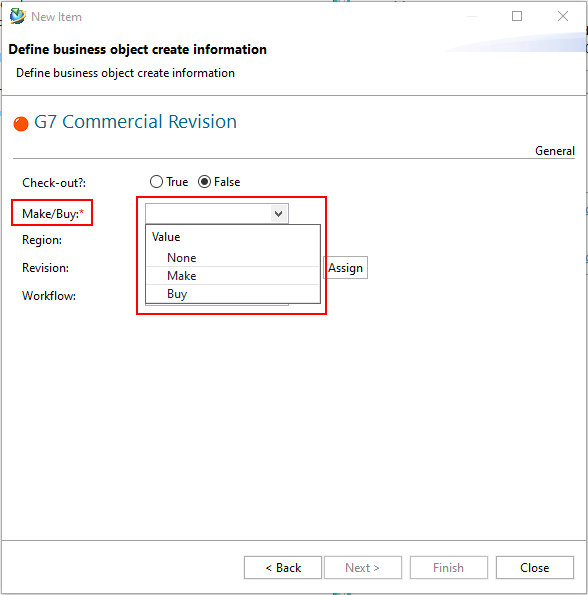 New Item
Define business object create information
Define business object create information
G7 Commercial Revision
General
Check-out?: True False
Make/Buy:*
Region:
Revision:
Workflow:
Value
None
Make
Buy
Assign
< Back Next > Finish Close